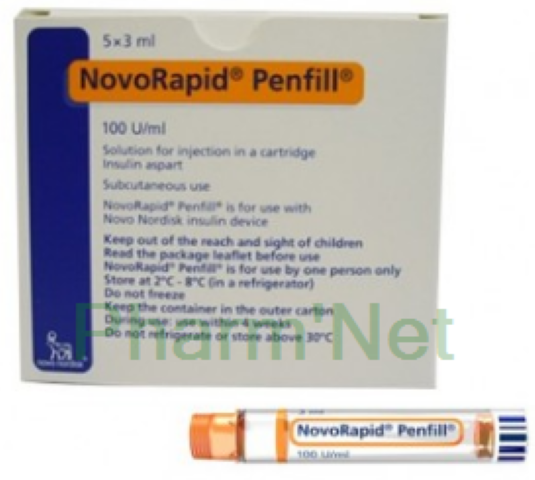 5×3 ml
NovoRapid® Penfill®
100 U/ml
Solution for injection in a cartridge
Insulin aspart
Subcutaneous use
NovoRapid® Penfill® is for use with
Novo Nordisk insulin device
Keep out of the reach and sight of children
Read the package leaflet before use
NovoRapid® Penfill® is for use by one person only
Store at 2°C - 8°C (in a refrigerator)
Do not freeze
Keep the container in the outer carton
During use: use within 4 weeks
Do not refrigerate or store above 30°C
Pharm Net
novo nordisk
3 ml
NovoRapid® Penfill®
100 U/ml